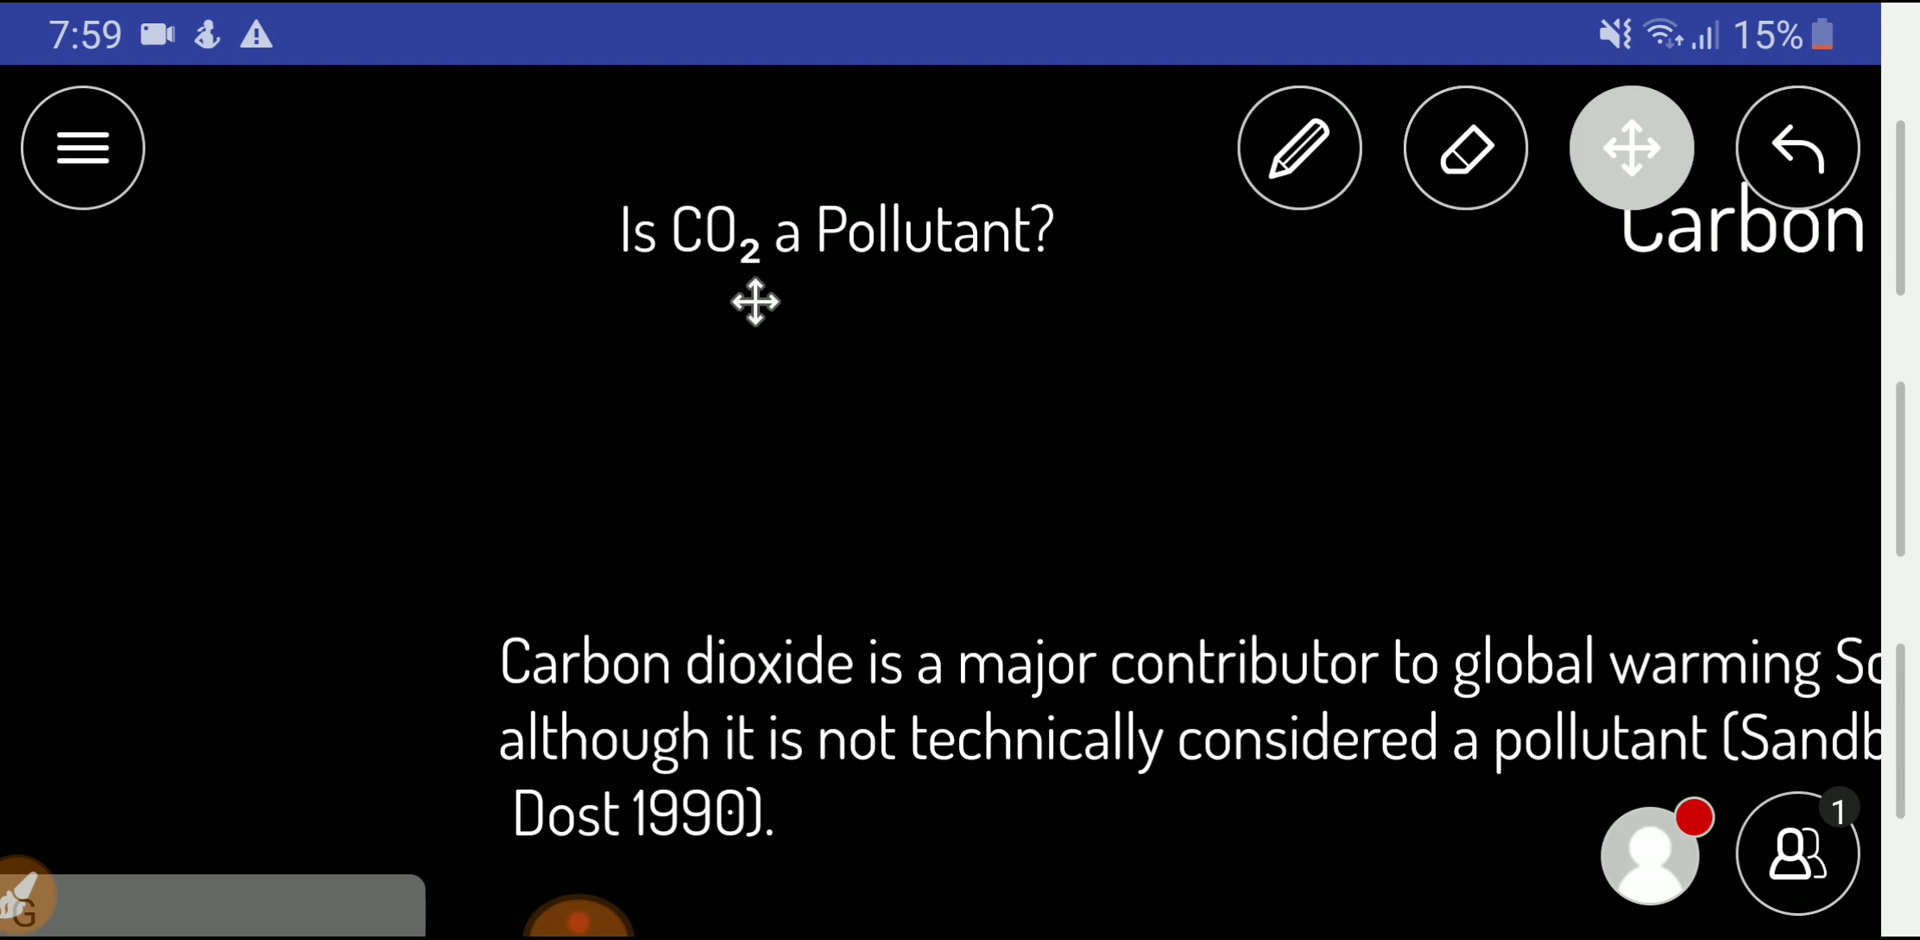 7:59 15%
Is CO₂ a Pollutant?
Carbon
Carbon dioxide is a major contributor to global warming
although it is not technically considered a pollutant
Dost 1990).
1
G